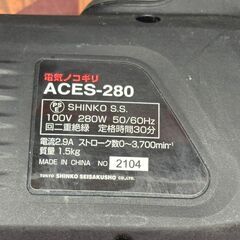 電気ノコギリ
ACES-280
PS E SHINKO S.S.
100V 280W 50/60Hz
回二重絶縁 定格時間30分
電流2.9A ストローク数0～3,700min⁻¹
質量 1.5kg
MADE IN CHINA NO 2104
TOKYO SHINKO SEISAKUSHO CO.,LTD.